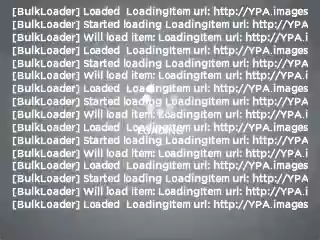 [BulkLoader] Loaded  LoadingItem url: http://YPA.images
[BulkLoader] Started loading LoadingItem url: http://YPA
[BulkLoader] Will load item: LoadingItem url: http://YPA.i
[BulkLoader] Loaded  LoadingItem url: http://YPA.images
[BulkLoader] Started loading LoadingItem url: http://YPA
[BulkLoader] Will load item: LoadingItem url: http://YPA.i
[BulkLoader] Loaded  LoadingItem url: http://YPA.images
[BulkLoader] Started loading LoadingItem url: http://YPA
[BulkLoader] Will load item: LoadingItem url: http://YPA.i
[BulkLoader] Loaded  LoadingItem url: http://YPA.images
LOADING
[BulkLoader] Started loading LoadingItem url: http://YPA
[BulkLoader] Will load item: LoadingItem url: http://YPA.i
[BulkLoader] Loaded  LoadingItem url: http://YPA.images
[BulkLoader] Started loading LoadingItem url: http://YPA
[BulkLoader] Will load item: LoadingItem url: http://YPA.i
[BulkLoader] Loaded  LoadingItem url: http://YPA.images